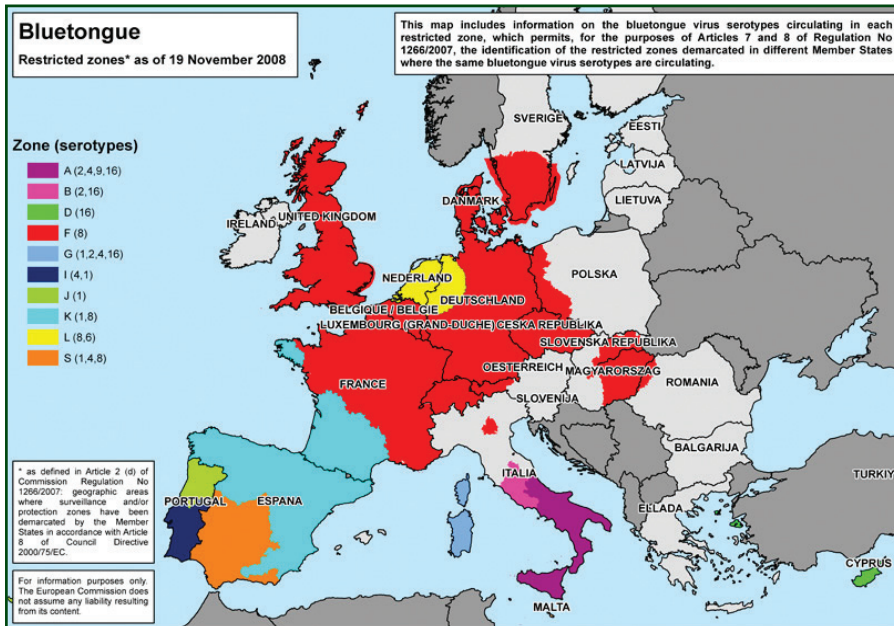 Bluetongue
Restricted zones* as of 19 November 2008
This map includes information on the bluetongue virus serotypes circulating in each
restricted zone, which permits, for the purposes of Articles 7 and 8 of Regulation No
1266/2007, the identification of the restricted zones demarcated in different Member States
where the same bluetongue virus serotypes are circulating.
Zone (serotypes)
A (2,4,9,16)
B (2,16)
D (16)
F (8)
G (1,2,4,16)
I (4,1)
J (1)
K (1,8)
L (8,6)
S (1,4,8)
SVERIGE
EESTI
LATVIJA
LIETUVA
DANMARK
IRELAND
UNITED KINGDOM
NEDERLAND
POLSKA
DEUTSCHLAND
BELGIQUE / BELGIE
LUXEMBOURG (GRAND-DUCHE)
CESKA REPUBLIKA
SLOVENSKA REPUBLIKA
OESTERREICH
MAGYARORSZAG
FRANCE
ROMANIA
SLOVENIJA
BALGARIJA
ITALIA
TURKIY
PORTUGAL
ESPANA
ELLADA
CYPRUS
MALTA
* as defined in Article 2 (d) of
Commission Regulation No
1266/2007: geographic areas
where surveillance and/or
protection zones have been
demarcated by the Member
States in accordance with Article
8 of Council Directive
2000/75/EC.
For information purposes only.
The European Commission does
not assume any liability resulting
from its content.